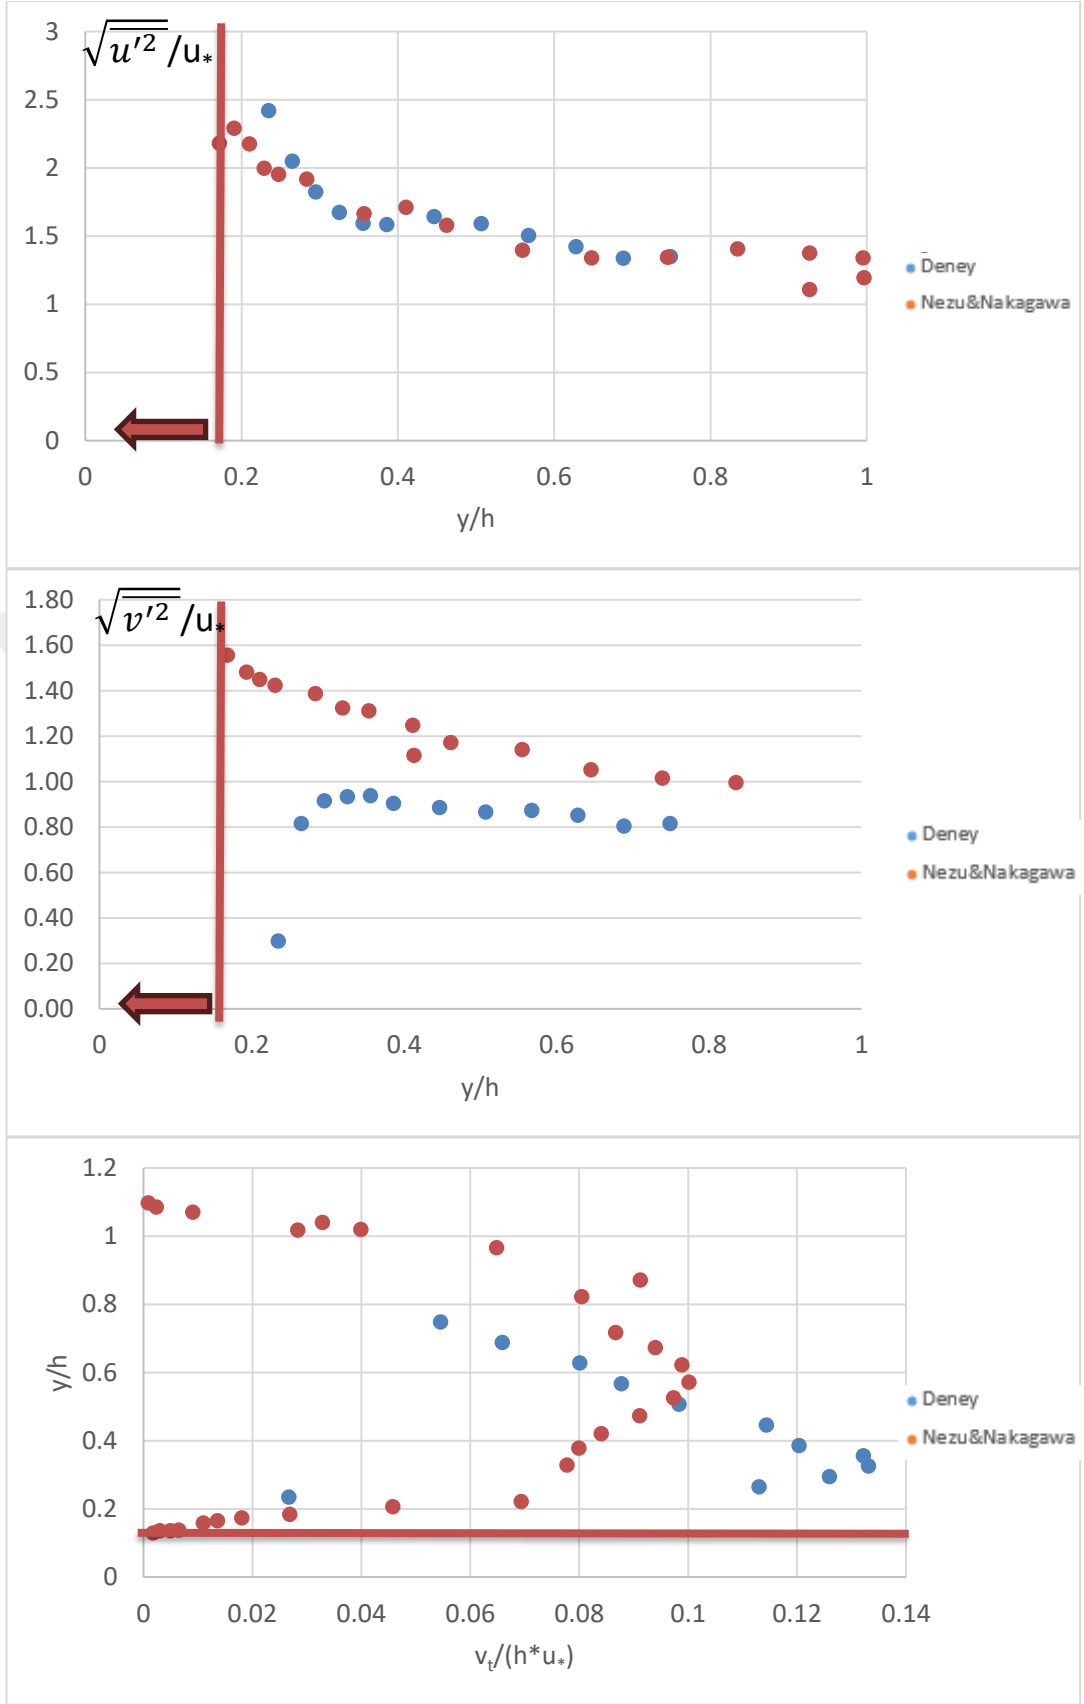 √u′² /u*
3
2.5
2
1.5
1
0.5
0
0 0.2 0.4 0.6 0.8 1
y/h
Deney
Nezu&Nakagawa
√v′² /u*
1.80
1.60
1.40
1.20
1.00
0.80
0.60
0.40
0.20
0.00
0 0.2 0.4 0.6 0.8 1
y/h
Deney
Nezu&Nakagawa
1.2
1
0.8
0.6
0.4
0.2
0
y/h
0 0.02 0.04 0.06 0.08 0.1 0.12 0.14
vt/(h*u*)
Deney
Nezu&Nakagawa